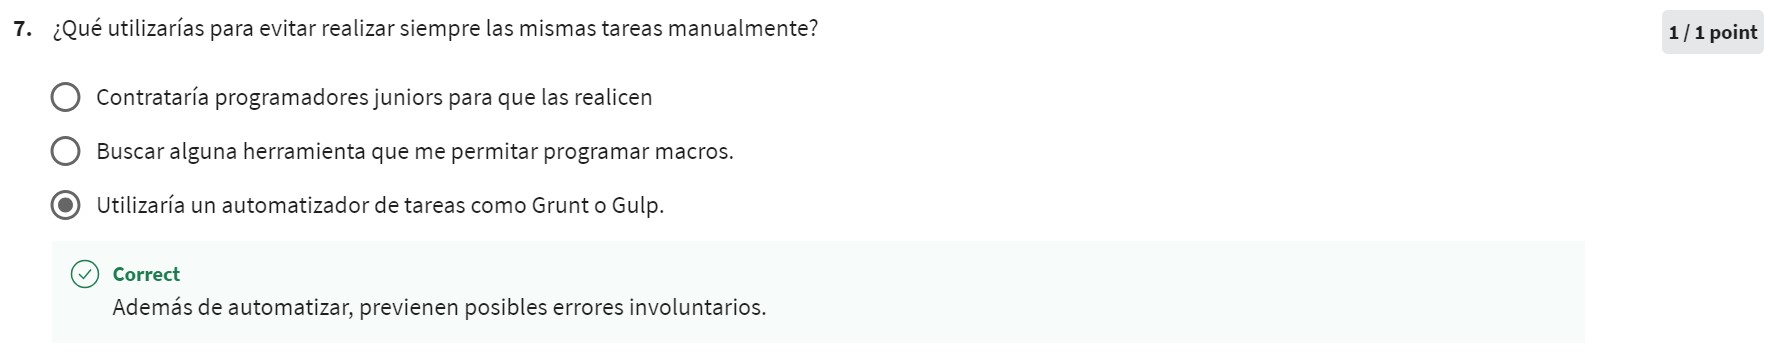 7. ¿Qué utilizarías para evitar realizar siempre las mismas tareas manualmente?
1 / 1 point
Contrataría programadores juniors para que las realicen
Buscar alguna herramienta que me permitar programar macros.
Utilizaría un automatizador de tareas como Grunt o Gulp.
Correct
Además de automatizar, previenen posibles errores involuntarios.